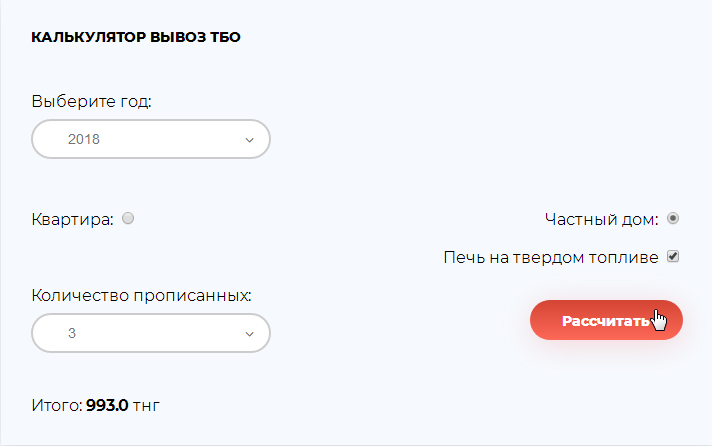 КАЛЬКУЛЯТОР ВЫВОЗ ТБО
Выберите год:
2018
Квартира:
Частный дом:
Печь на твердом топливе
Количество прописанных:
3
Рассчитать
Итого: 993.0 тнг